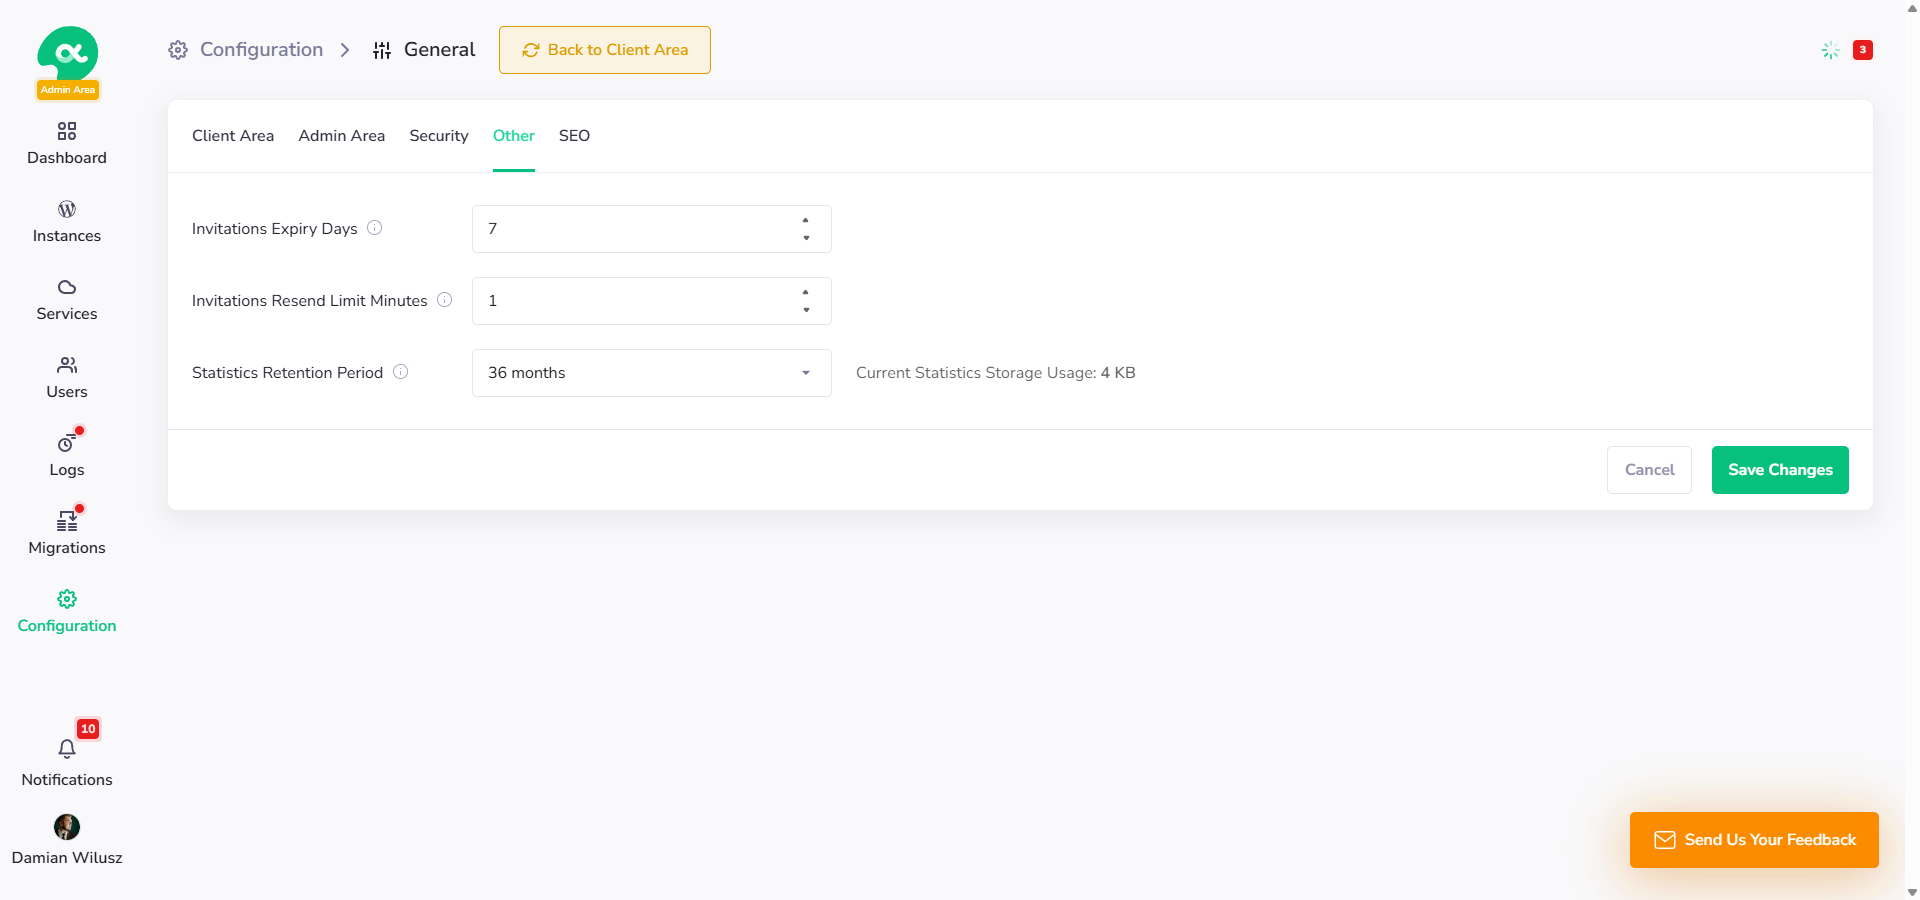 Admin Area
Dashboard
Instances
Services
Users
Logs
Migrations
Configuration
10
Notifications
Damian Wilusz
Configuration
General
Back to Client Area
3
Client Area
Admin Area
Security
Other
SEO
Invitations Expiry Days
7
Invitations Resend Limit Minutes
1
Statistics Retention Period
36 months
Current Statistics Storage Usage: 4 KB
Cancel
Save Changes
Send Us Your Feedback